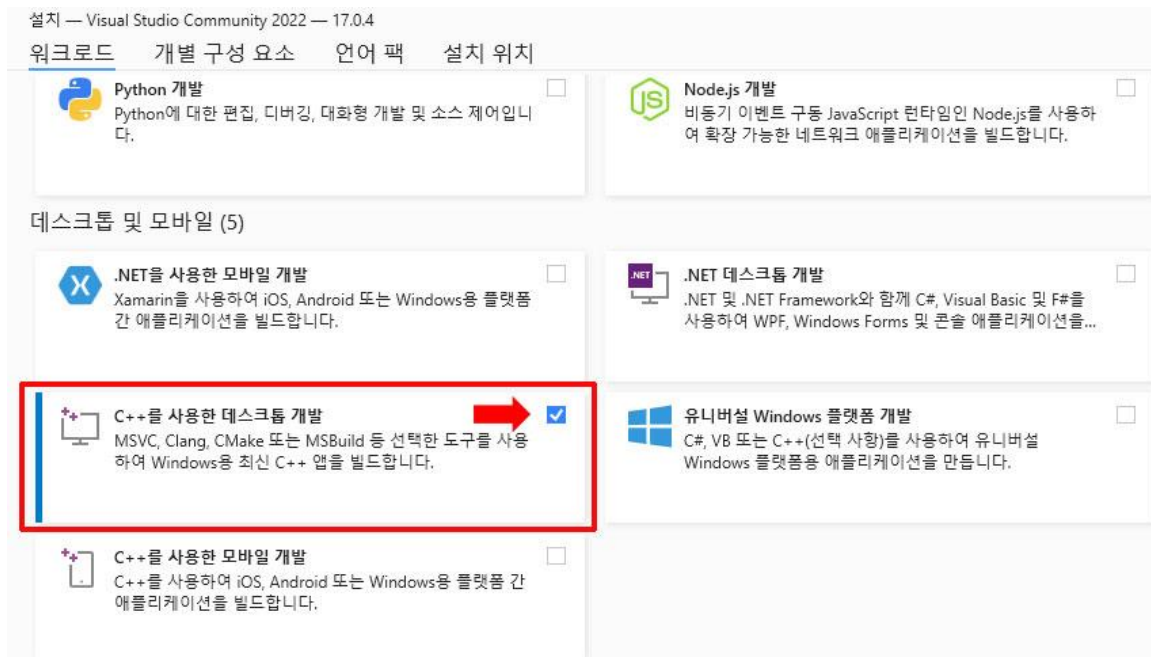 설치 — Visual Studio Community 2022 — 17.0.4
워크로드 개별 구성 요소 언어 팩 설치 위치
Python 개발
Python에 대한 편집, 디버깅, 대화형 개발 및 소스 제어입니
다.
JS
Node.js 개발
비동기 이벤트 구동 JavaScript 런타임인 Node.js를 사용하
여 확장 가능한 네트워크 애플리케이션을 빌드합니다.
데스크톱 및 모바일 (5)
.NET을 사용한 모바일 개발
Xamarin을 사용하여 iOS, Android 또는 Windows용 플랫폼
간 애플리케이션을 빌드합니다.
.NET
.NET 데스크톱 개발
.NET 및 .NET Framework와 함께 C#, Visual Basic 및 F#을
사용하여 WPF, Windows Forms 및 콘솔 애플리케이션을...
C++를 사용한 데스크톱 개발
MSVC, Clang, CMake 또는 MSBuild 등 선택한 도구를 사용
하여 Windows용 최신 C++ 앱을 빌드합니다.
유니버설 Windows 플랫폼 개발
C#, VB 또는 C++(선택 사항)를 사용하여 유니버설
Windows 플랫폼용 애플리케이션을 만듭니다.
C++를 사용한 모바일 개발
C++를 사용하여 iOS, Android 또는 Windows용 플랫폼 간
애플리케이션을 빌드합니다.